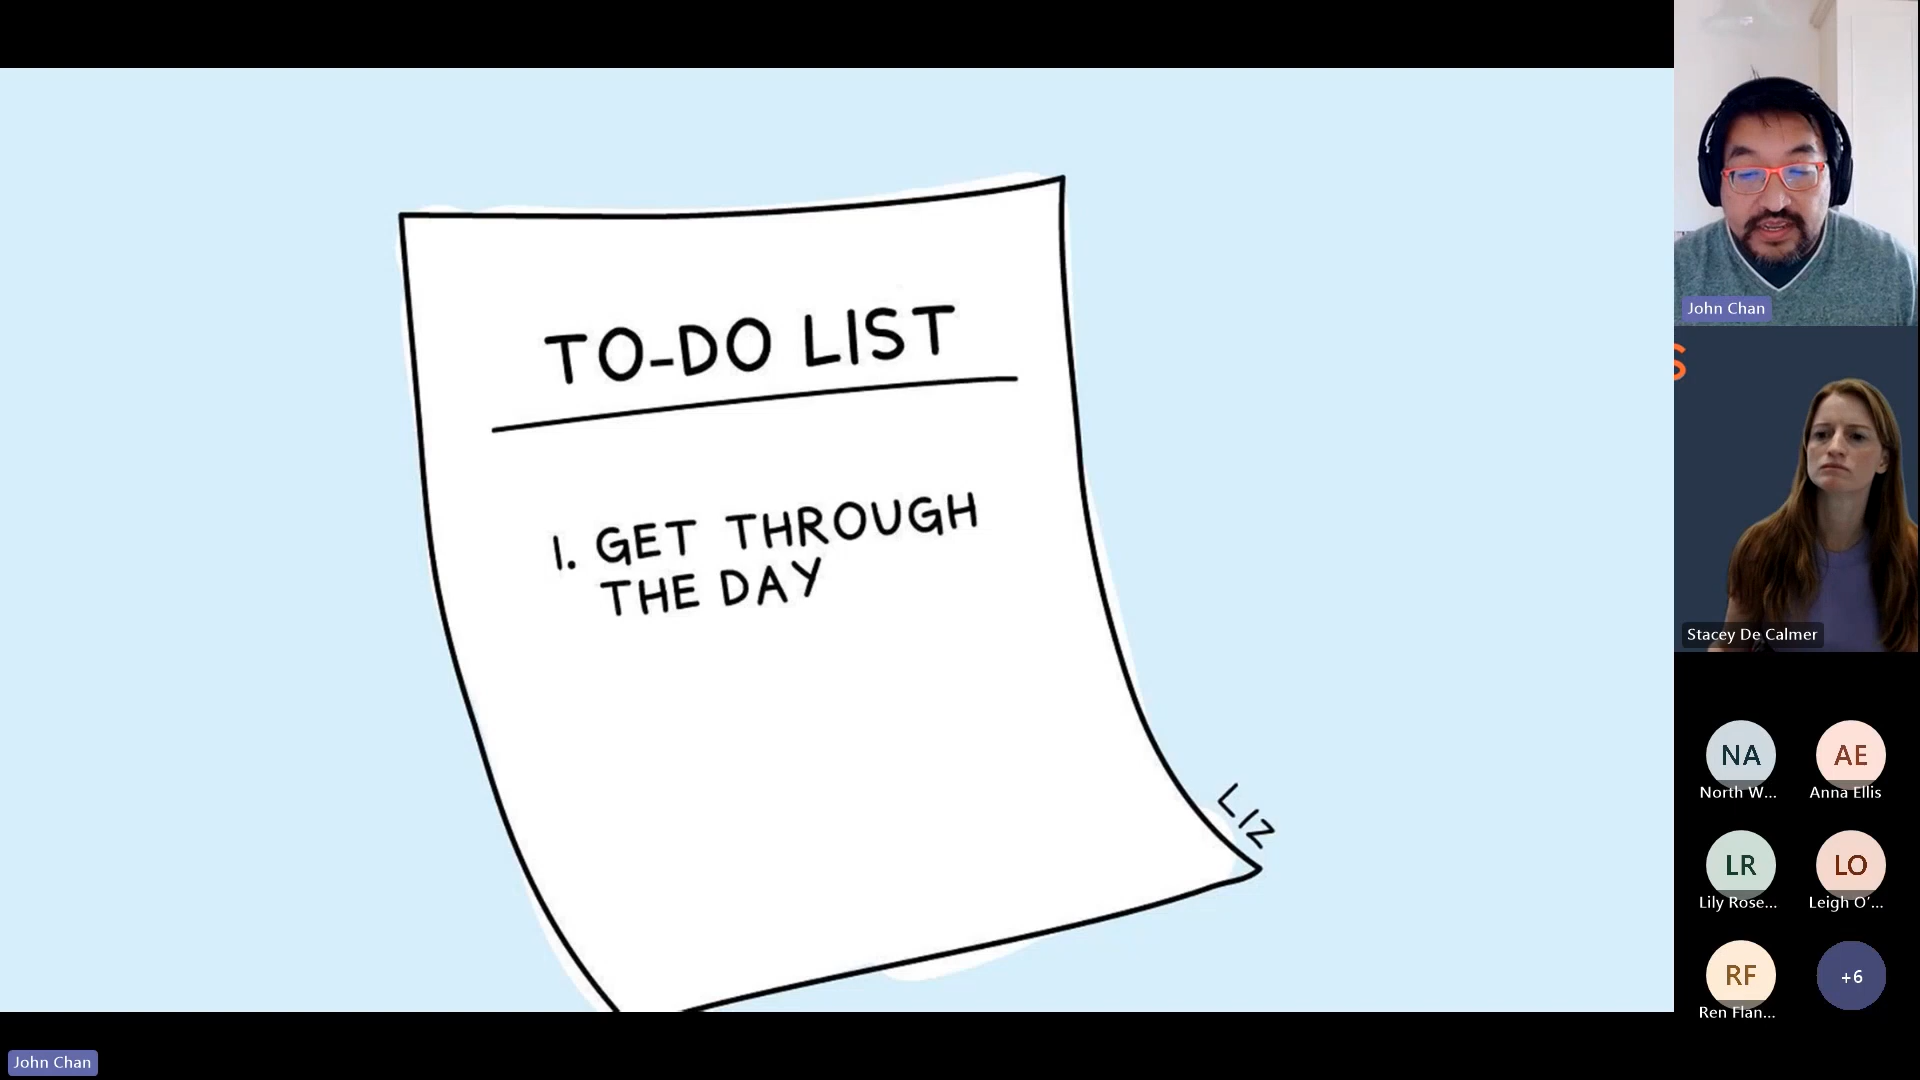 TO-DO LIST
1. GET THROUGH
THE DAY
LIZ
John Chan
S
John Chan
Stacey De Calmer
NA
North W...
AE
Anna Ellis
LR
Lily Rose...
LO
Leigh O'...
RF
Ren Flan...
+6